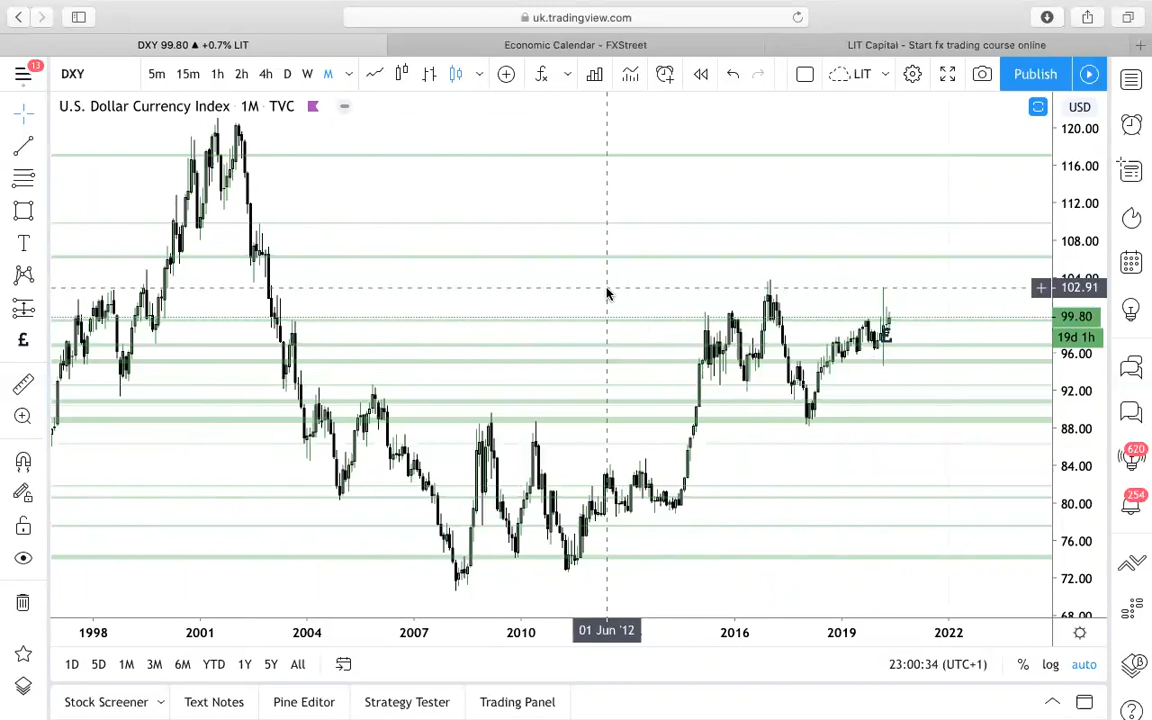 uk.tradingview.com
DXY 99.80 ▲ +0.7% LIT
Economic Calendar - FXStreet
LIT Capital - Start fx trading course online
13
DXY
5m 15m 1h 2h 4h D W M
LIT
Publish
U.S. Dollar Currency Index 1M TVC
USD
120.00
116.00
112.00
108.00
104.00
102.91
99.80
19d 1h
96.00
92.00
88.00
84.00
80.00
76.00
72.00
68.00
620
254
1998
2001
2004
2007
2010
01 Jun '12
2016
2019
2022
1D 5D 1M 3M 6M YTD 1Y 5Y All
23:00:34 (UTC+1)
% log auto
Stock Screener
Text Notes
Pine Editor
Strategy Tester
Trading Panel